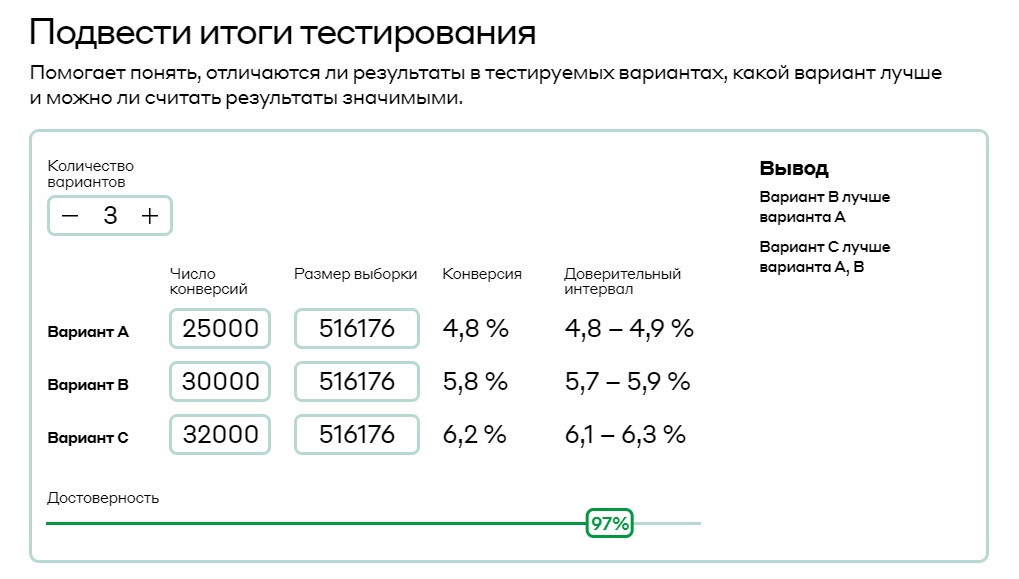 Подвести итоги тестирования
Помогает понять, отличаются ли результаты в тестируемых вариантах, какой вариант лучше
и можно ли считать результаты значимыми.
Количество
вариантов
— 3 +
Вывод
Вариант B лучше
варианта A
Вариант C лучше
варианта A, B
Число
конверсий
Размер выборки
Конверсия
Доверительный
интервал
Вариант A 25000 516176 4,8 % 4,8 – 4,9 %
Вариант B 30000 516176 5,8 % 5,7 – 5,9 %
Вариант C 32000 516176 6,2 % 6,1 – 6,3 %
Достоверность
97%